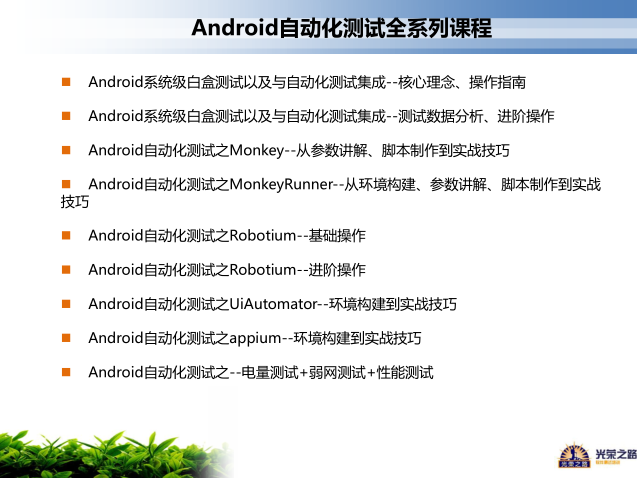 Android自动化测试全系列课程
Android系统级白盒测试以及与自动化测试集成--核心理念、操作指南
Android系统级白盒测试以及与自动化测试集成--测试数据分析、进阶操作
Android自动化测试之Monkey--从参数讲解、脚本制作到实战技巧
Android自动化测试之MonkeyRunner--从环境构建、参数讲解、脚本制作到实战
技巧
Android自动化测试之Robotium--基础操作
Android自动化测试之Robotium--进阶操作
Android自动化测试之UiAutomator--环境构建到实战技巧
Android自动化测试之appium--环境构建到实战技巧
Android自动化测试之--电量测试+弱网测试+性能测试
光荣之路
光荣之路